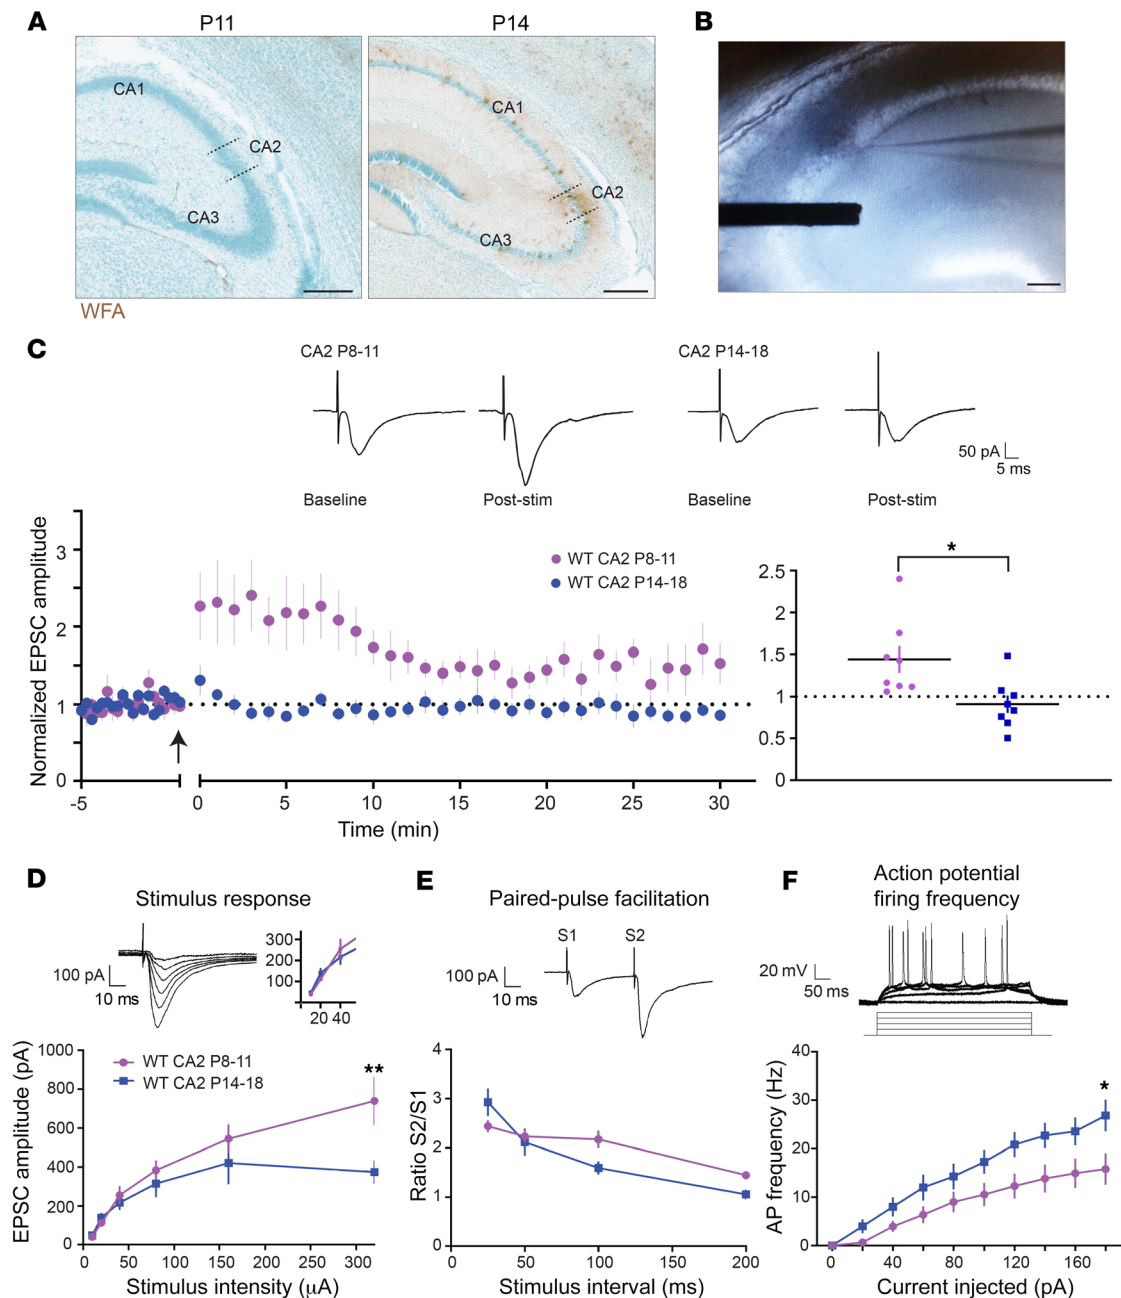 A
P11
P14
B
CA1
CA2
CA3
CA1
CA2
CA3
WFA
C
CA2 P8-11
CA2 P14-18
50 pA
5 ms
Baseline
Post-stim
Baseline
Post-stim
Normalized EPSC amplitude
3
2
1
0
WT CA2 P8-11
WT CA2 P14-18
-5
0
5
10
15
20
25
30
Time (min)
*
2.5
2
1.5
1
0.5
0
D
Stimulus response
100 pA
10 ms
300
200
100
20 40
EPSC amplitude (pA)
1000
800
600
400
200
0
WT CA2 P8-11
WT CA2 P14-18
**
0 50 100 150 200 250 300
Stimulus intensity (μA)
E
Paired-pulse facilitation
S1
S2
100 pA
10 ms
Ratio S2/S1
4
3
2
1
0
0 50 100 150 200
Stimulus interval (ms)
F
Action potential
firing frequency
20 mV
50 ms
AP frequency (Hz)
40
30
20
10
0
*
0 40 80 120 160
Current injected (pA)